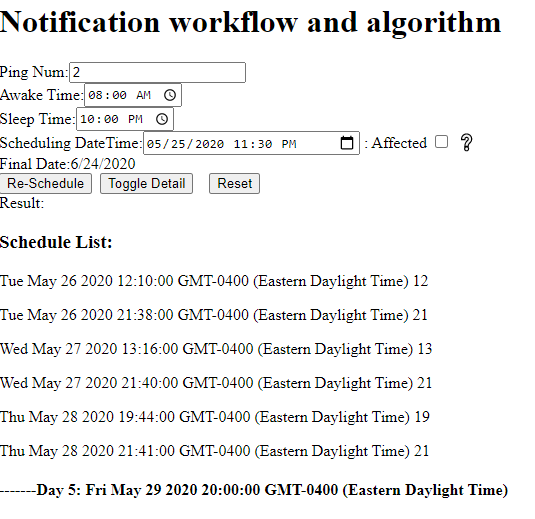 Notification workflow and algorithm
Ping Num: 2
Awake Time: 08:00 AM
Sleep Time: 10:00 PM
Scheduling DateTime: 05/25/2020 11:30 PM : Affected ?
Final Date:6/24/2020
Re-Schedule Toggle Detail Reset
Result:
Schedule List:
Tue May 26 2020 12:10:00 GMT-0400 (Eastern Daylight Time) 12
Tue May 26 2020 21:38:00 GMT-0400 (Eastern Daylight Time) 21
Wed May 27 2020 13:16:00 GMT-0400 (Eastern Daylight Time) 13
Wed May 27 2020 21:40:00 GMT-0400 (Eastern Daylight Time) 21
Thu May 28 2020 19:44:00 GMT-0400 (Eastern Daylight Time) 19
Thu May 28 2020 21:41:00 GMT-0400 (Eastern Daylight Time) 21
-------Day 5: Fri May 29 2020 20:00:00 GMT-0400 (Eastern Daylight Time)